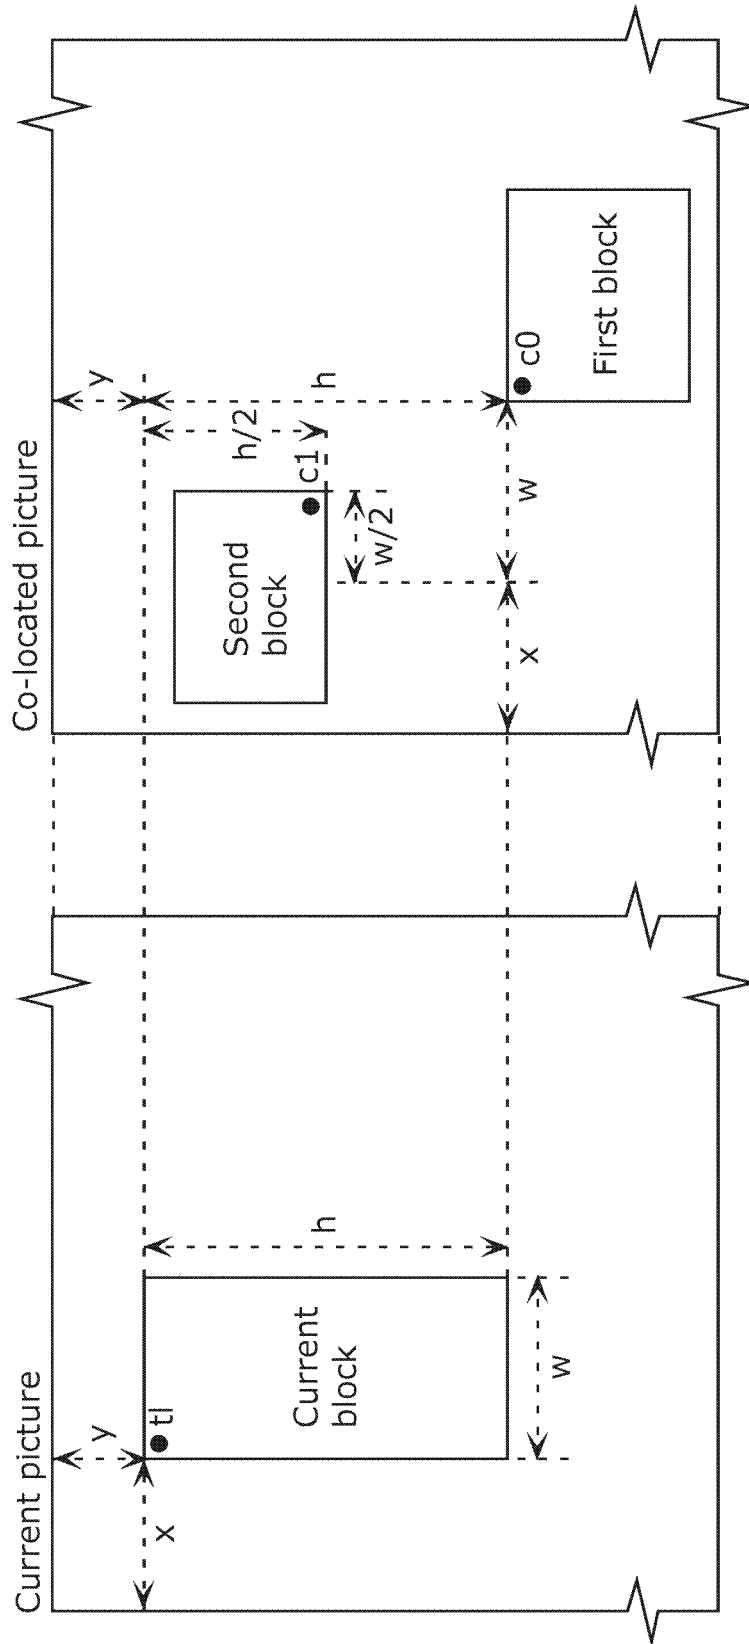 Current picture
y
x
tl
Current
block
h
w
Co-located picture
y
h/2
h
Second
block
c1
w/2
x
w
c0
First block